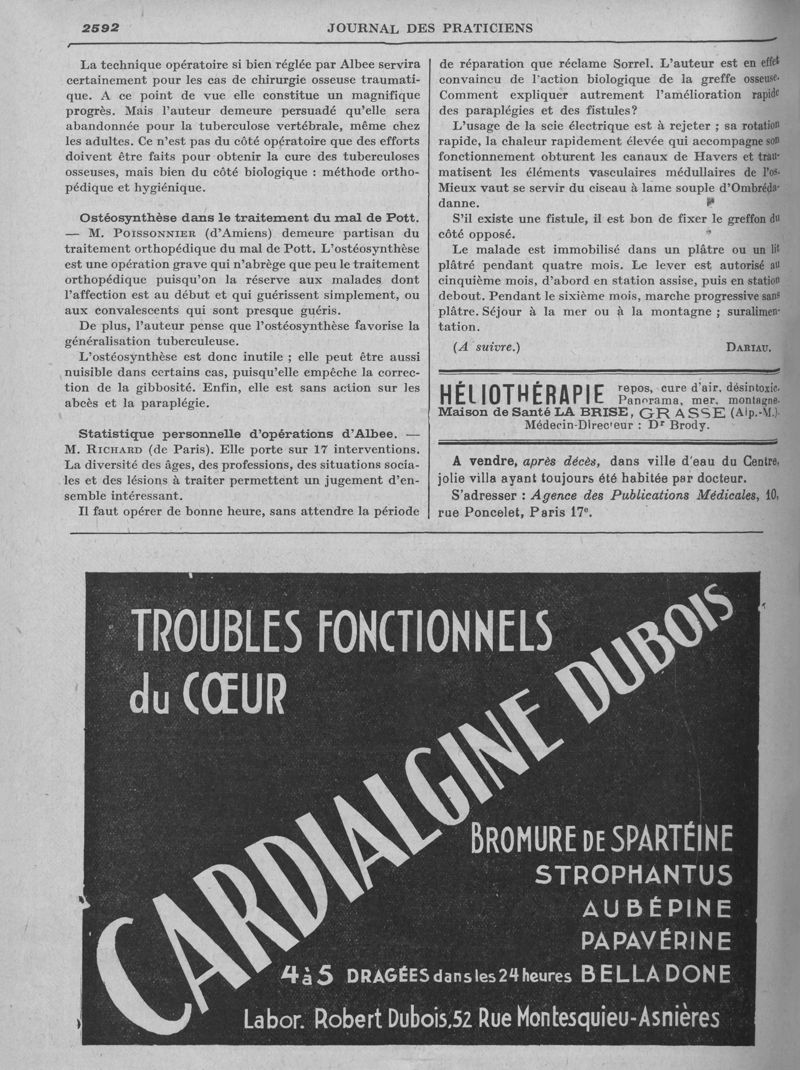 2592
JOURNAL DES PRATICIENS
La technique opératoire si bien réglée par Albee servira
certainement pour les cas de chirurgie osseuse traumati-
que. A ce point de vue elle constitue un magnifique
progrès. Mais l'auteur demeure persuadé qu'elle sera
abandonnée pour la tuberculose vertébrale, même chez
les adultes. Ce n'est pas du côté opératoire que des efforts
doivent être faits pour obtenir la cure des tuberculoses
osseuses, mais bien du côté biologique : méthode ortho-
pédique et hygiénique.
Ostéosynthèse dans le traitement du mal de Pott.
— M. POISSONNIER (d'Amiens) demeure partisan du
traitement orthopédique du mal de Pott. L'ostéosynthèse
est une opération grave qui n'abrège que peu le traitement
orthopédique puisqu'on la réserve aux malades dont
l'affection est au début et qui guérissent simplement, ou
aux convalescents qui sont presque guéris.
De plus, l'auteur pense que l'ostéosynthèse favorise la
généralisation tuberculeuse.
L'ostéosynthèse est donc inutile ; elle peut être aussi
nuisible dans certains cas, puisqu'elle empêche la correc-
tion de la gibbosité. Enfin, elle est sans action sur les
abcès et la paraplégie.
Statistique personnelle d'opérations d'Albee. —
M. RICHARD (de Paris). Elle porte sur 17 interventions.
La diversité des âges, des professions, des situations socia-
les et des lésions à traiter permettent un jugement d'en-
semble intéressant.
Il faut opérer de bonne heure, sans attendre la période
de réparation que réclame Sorrel. L'auteur est en effet
convaincu de l'action biologique de la greffe osseuse.
Comment expliquer autrement l'amélioration rapide
des paraplégies et des fistules?
L'usage de la scie électrique est à rejeter ; sa rotation
rapide, la chaleur rapidement élevée qui accompagne son
fonctionnement obturent les canaux de Havers et trau-
matisent les éléments vasculaires médullaires de l'os.
Mieux vaut se servir du ciseau à lame souple d'Ombréda-
danne.
S'il existe une fistule, il est bon de fixer le greffon du
côté opposé.
Le malade est immobilisé dans un plâtre ou un lit
plâtré pendant quatre mois. Le lever est autorisé au
cinquième mois, d'abord en station assise, puis en station
debout. Pendant le sixième mois, marche progressive sans
plâtre. Séjour à la mer ou à la montagne ; suralimen-
tation.
(A suivre.) DARIAU.
HÉLIOTHÉRAPIE repos, cure d'air, désintoxic.
Panorama, mer, montagne.
Maison de Santé LA BRISE, GRASSE (Alp.-M.).
Médecin-Directeur : Dr Brody.
A vendre, après décès, dans ville d'eau du Centre,
jolie villa ayant toujours été habitée par docteur.
S'adresser : Agence des Publications Médicales, 10,
rue Poncelet, Paris 17e.
TROUBLES FONCTIONNELS
du CŒUR
CARDIALGINE DUBOIS
BROMURE DE SPARTÉINE
STROPHANTUS
AUBÉPINE
PAPAVÉRINE
4 à 5 DRAGÉES dans les 24 heures BELLADONE
Labor. Robert Dubois, 52 Rue Montesquieu-Asnières